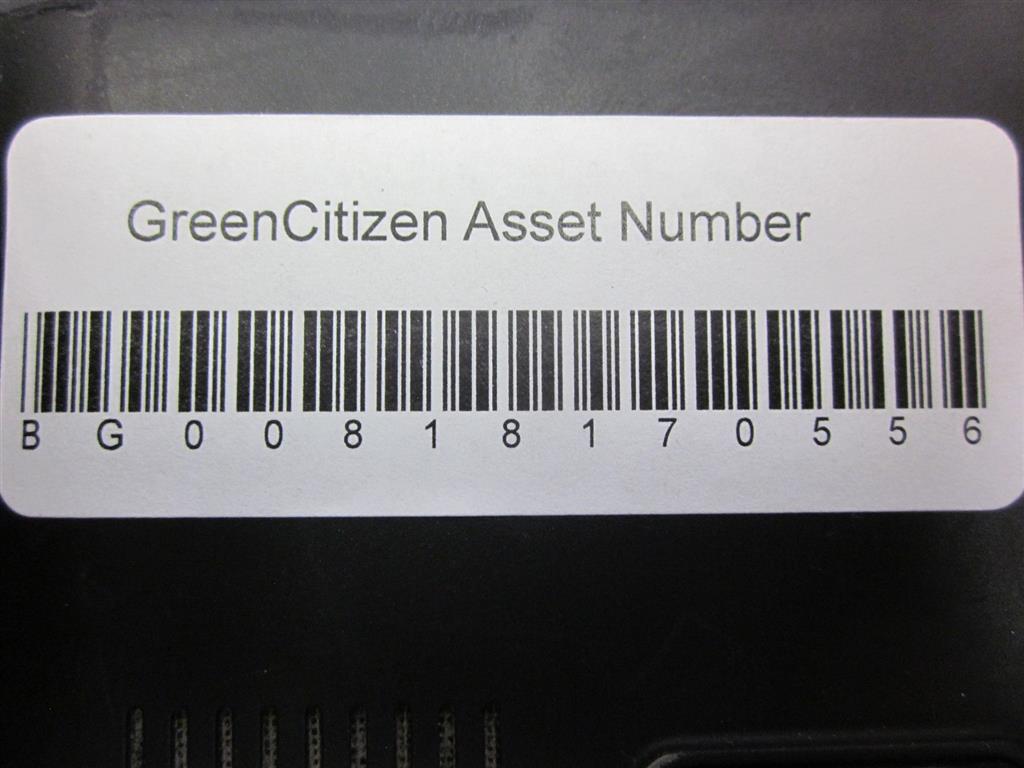 GreenCitizen Asset Number
B G 0 0 8 1 8 1 7 0 5 5 6